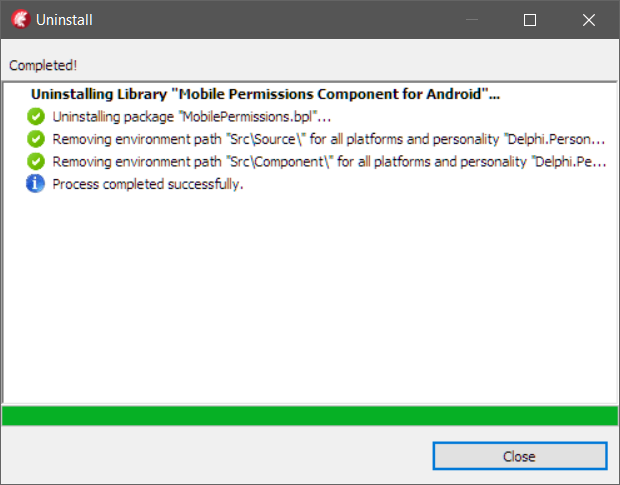 Uninstall
Completed!
Uninstalling Library "Mobile Permissions Component for Android"...
Uninstalling package "MobilePermissions.bpl"...
Removing environment path "Src\Source\" for all platforms and personality "Delphi.Person...
Removing environment path "Src\Component\" for all platforms and personality "Delphi.Pe...
Process completed successfully.
Close